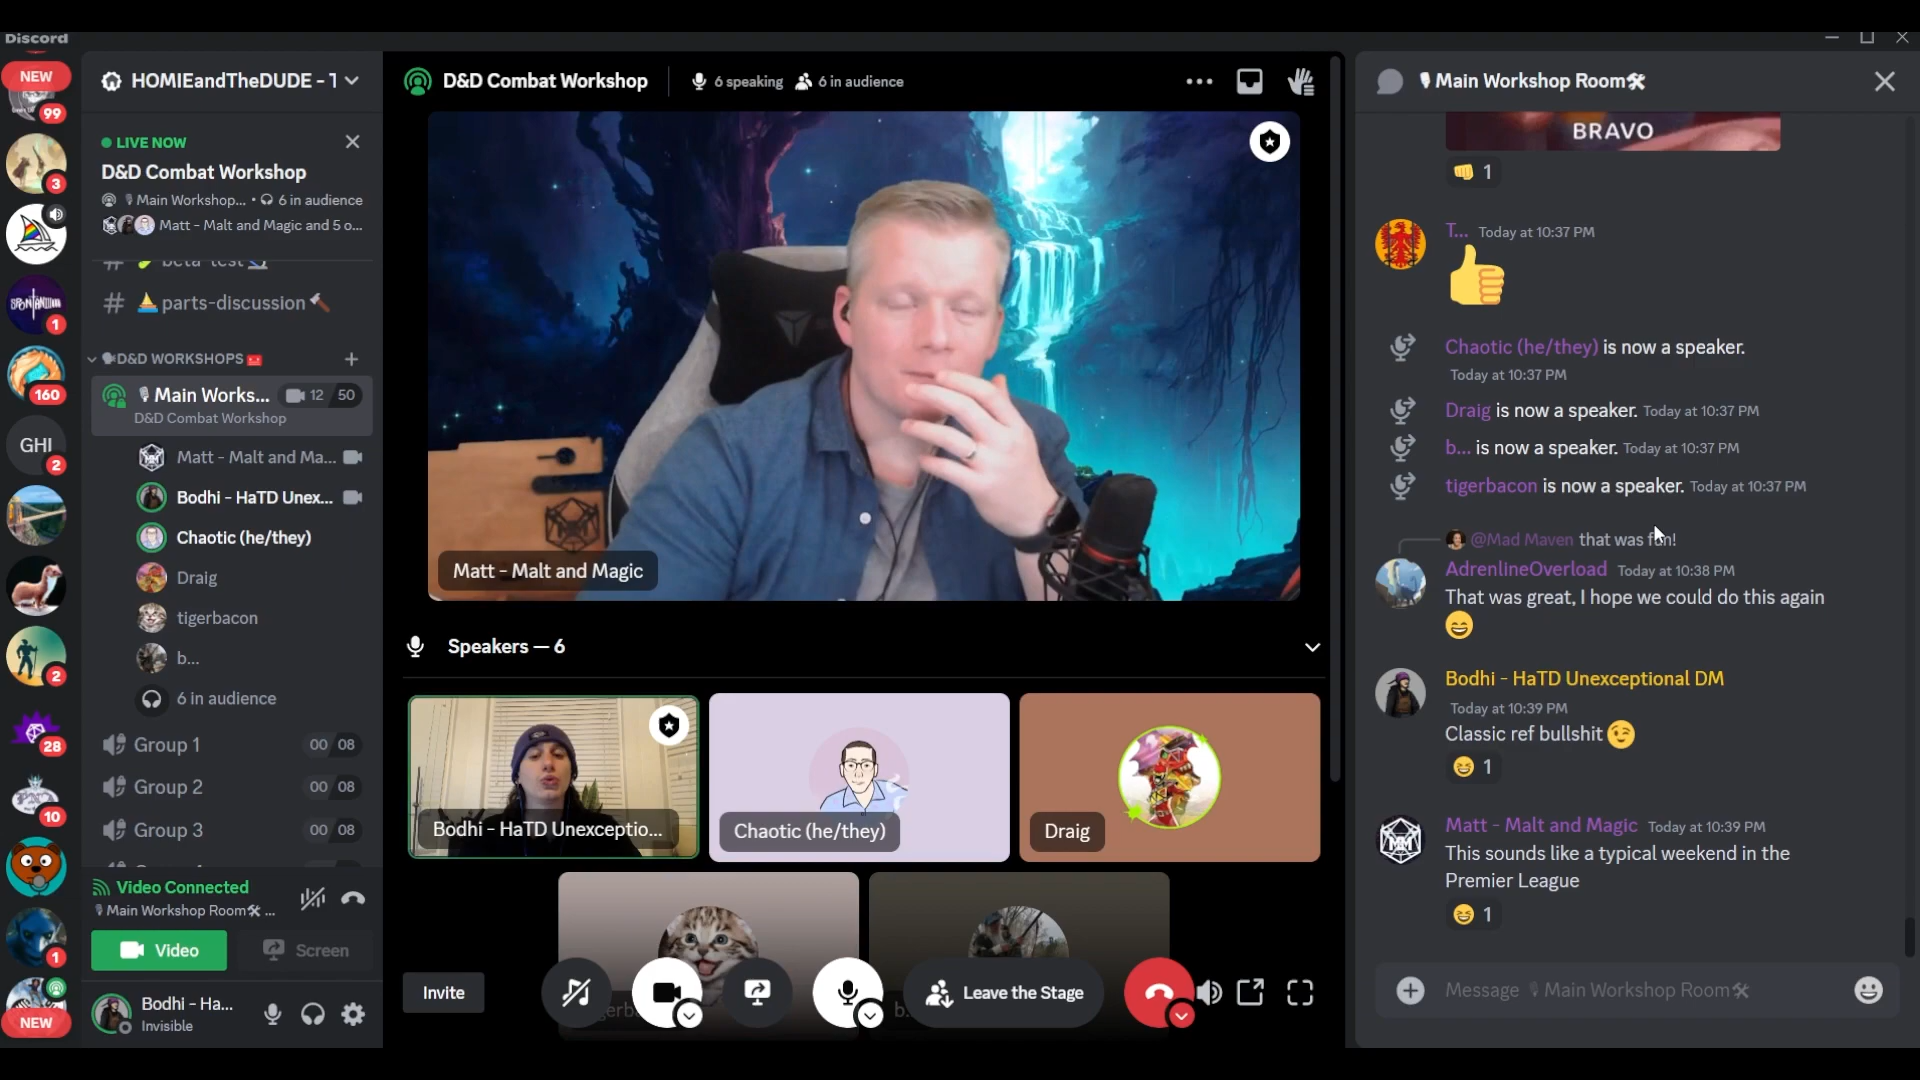 Discord
NEW
99
3
1
160
GHI
2
2
28
10
1
NEW
HOMIEandTheDUDE - T
LIVE NOW
D&D Combat Workshop
Main Workshop... • 6 in audience
Matt - Malt and Magic and 5 o...
# beta-test
# parts-discussion
D&D WORKSHOPS
Main Works... 12 50
D&D Combat Workshop
Matt - Malt and Ma...
Bodhi - HaTD Unex...
Chaotic (he/they)
Draig
tigerbacon
b...
6 in audience
Group 1 00 08
Group 2 00 08
Group 3 00 08
Video Connected
Main Workshop Room ...
Video
Screen
Bodhi - Ha...
Invisible
D&D Combat Workshop
6 speaking 6 in audience
Matt - Malt and Magic
Speakers — 6
Bodhi - HaTD Unexceptio...
Chaotic (he/they)
Draig
Invite
Leave the Stage
Main Workshop Room
BRAVO
1
T... Today at 10:37 PM
Chaotic (he/they) is now a speaker.
Today at 10:37 PM
Draig is now a speaker. Today at 10:37 PM
b... is now a speaker. Today at 10:37 PM
tigerbacon is now a speaker. Today at 10:37 PM
@Mad Maven that was fun!
AdrenlineOverload Today at 10:38 PM
That was great, I hope we could do this again
Bodhi - HaTD Unexceptional DM
Today at 10:39 PM
Classic ref bullshit
1
Matt - Malt and Magic Today at 10:39 PM
This sounds like a typical weekend in the
Premier League
1
Message Main Workshop Room